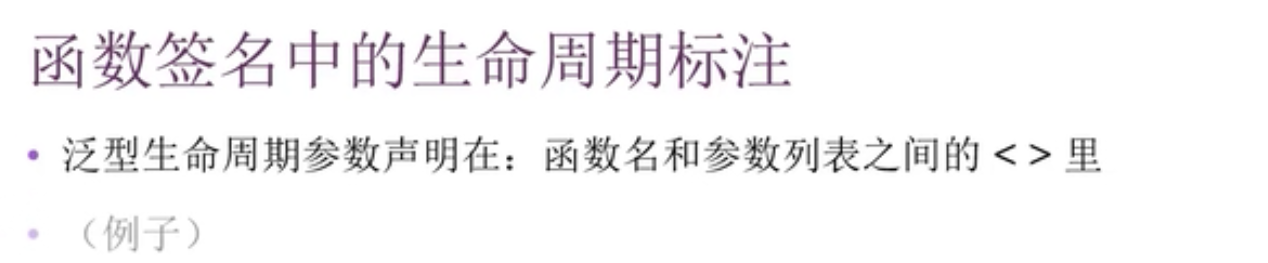 函数签名中的生命周期标注
• 泛型生命周期参数声明在：函数名和参数列表之间的 < > 里
• （例子）